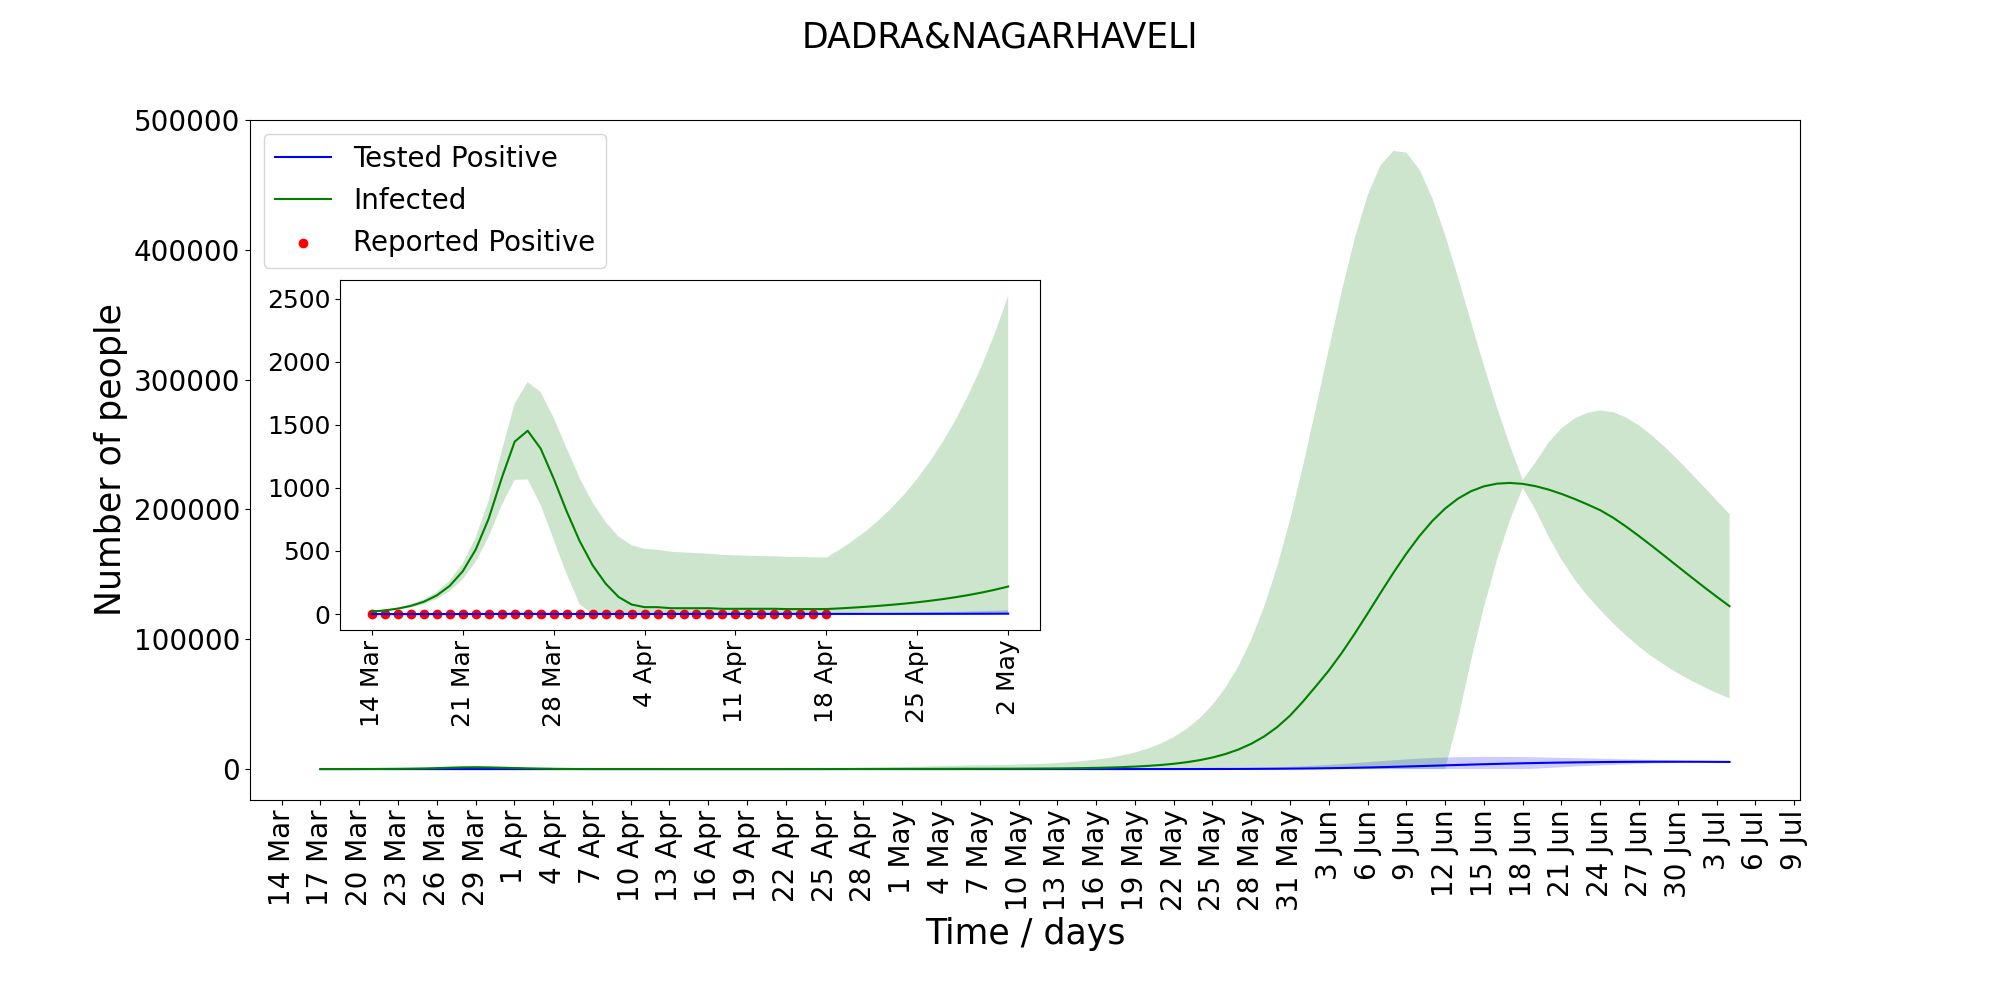 DADRA&NAGARHAVELI
500000
400000
300000
200000
100000
0
Number of people
Tested Positive
Infected
Reported Positive
2500
2000
1500
1000
500
0
14 Mar
21 Mar
28 Mar
4 Apr
11 Apr
18 Apr
25 Apr
2 May
14 Mar
17 Mar
20 Mar
23 Mar
26 Mar
29 Mar
1 Apr
4 Apr
7 Apr
10 Apr
13 Apr
16 Apr
19 Apr
22 Apr
25 Apr
28 Apr
1 May
4 May
7 May
10 May
13 May
16 May
19 May
22 May
25 May
28 May
31 May
3 Jun
6 Jun
9 Jun
12 Jun
15 Jun
18 Jun
21 Jun
24 Jun
27 Jun
30 Jun
3 Jul
6 Jul
9 Jul
Time / days